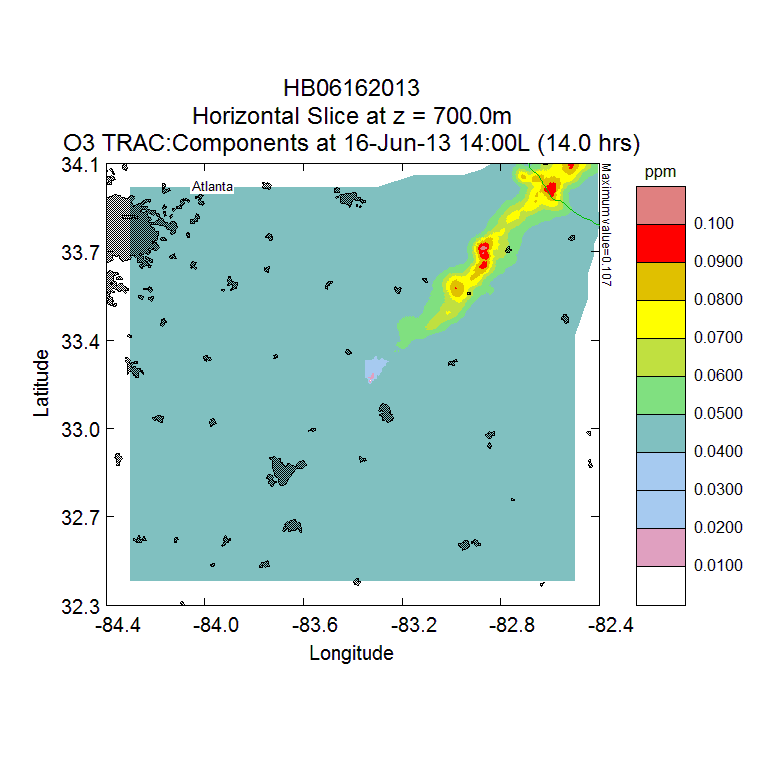 HB06162013
Horizontal Slice at z = 700.0m
O3 TRAC:Components at 16-Jun-13 14:00L (14.0 hrs)
34.1
33.7
33.4
33.0
32.7
32.3
Latitude
-84.4
-84.0
-83.6
-83.2
-82.8
-82.4
Longitude
Atlanta
Maximum value=0.107
ppm
0.100
0.0900
0.0800
0.0700
0.0600
0.0500
0.0400
0.0300
0.0200
0.0100